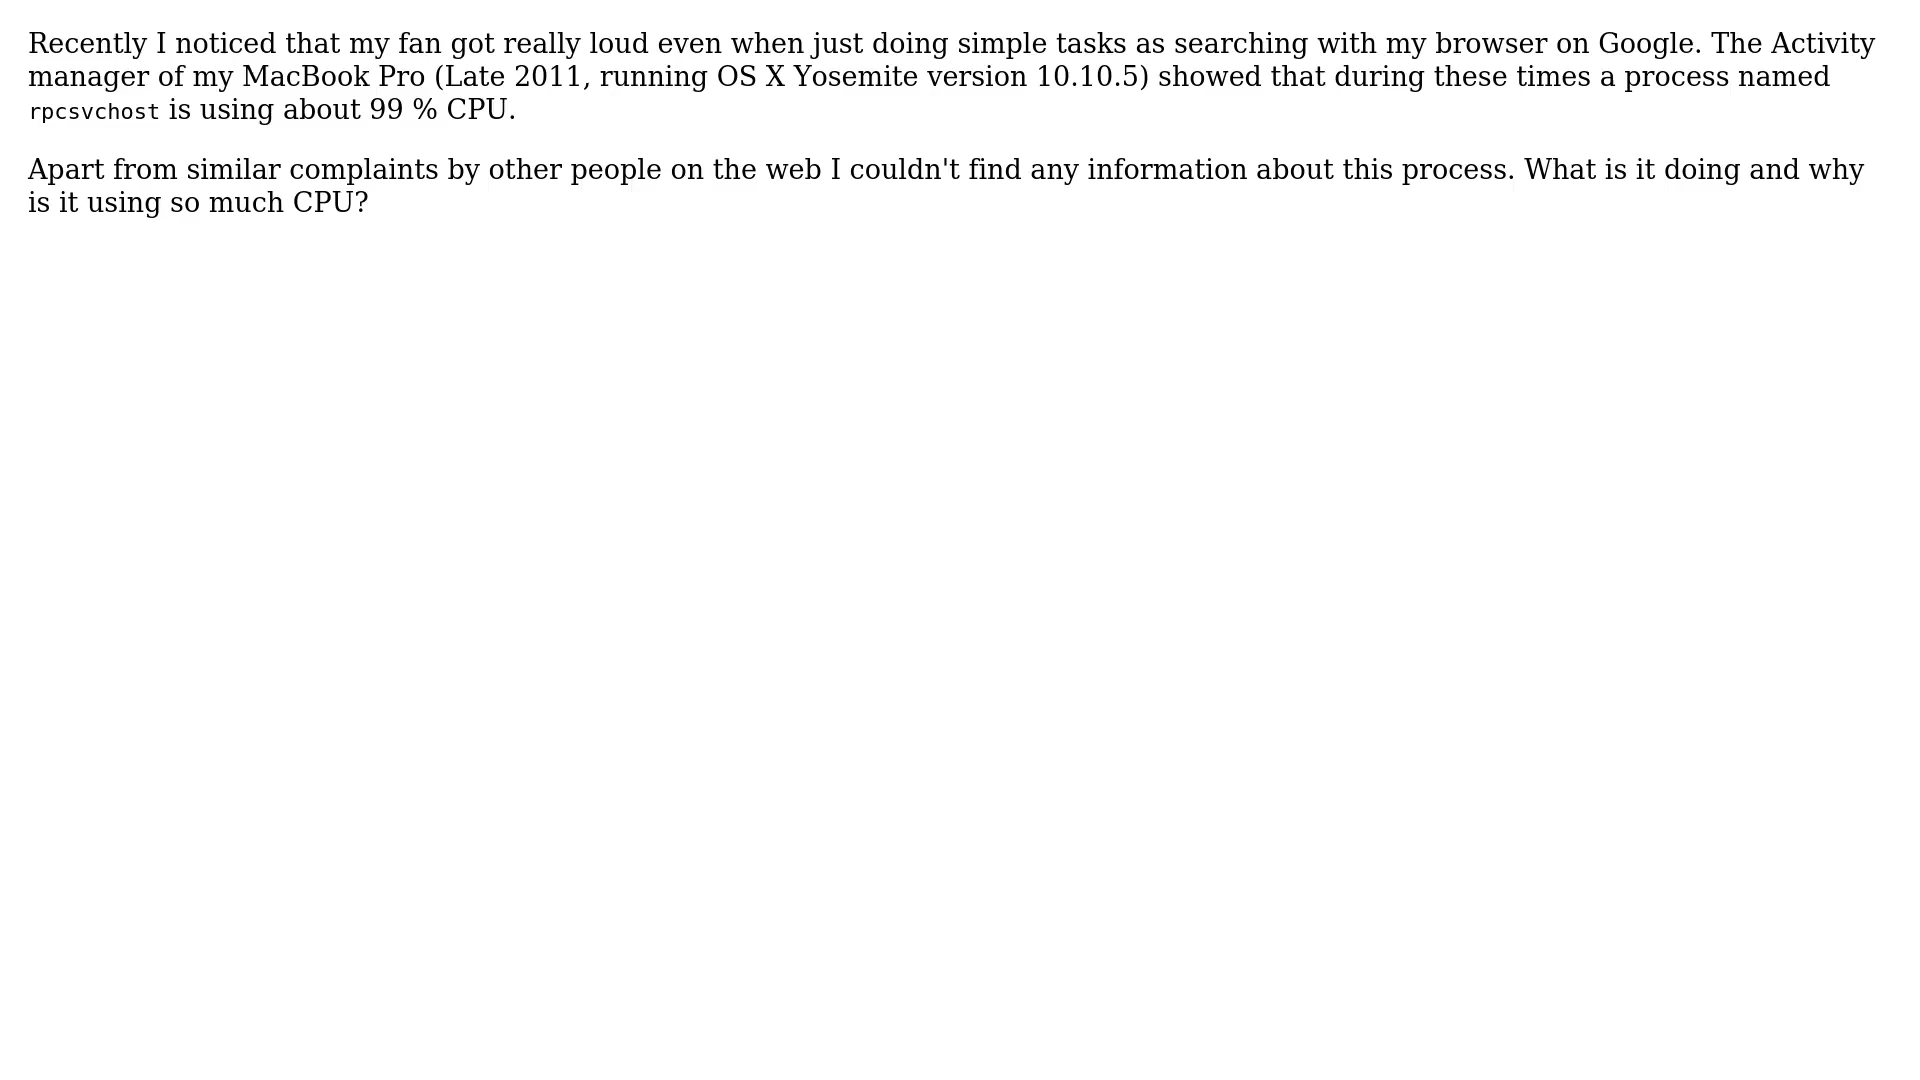 Recently I noticed that my fan got really loud even when just doing simple tasks as searching with my browser on Google. The Activity
manager of my MacBook Pro (Late 2011, running OS X Yosemite version 10.10.5) showed that during these times a process named
rpcsvchost is using about 99 % CPU.
Apart from similar complaints by other people on the web I couldn't find any information about this process. What is it doing and why
is it using so much CPU?